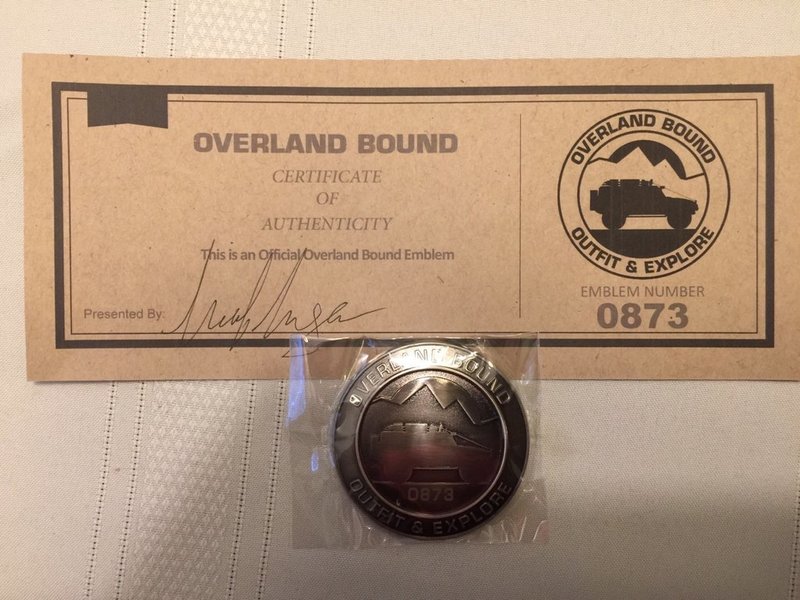 OVERLAND BOUND
CERTIFICATE
OF
AUTHENTICITY
This is an Official Overland Bound Emblem
Presented By:
OVERLAND BOUND
OUTFIT & EXPLORE
EMBLEM NUMBER
0873
OVERLAND BOUND
0873
OUTFIT & EXPLORE